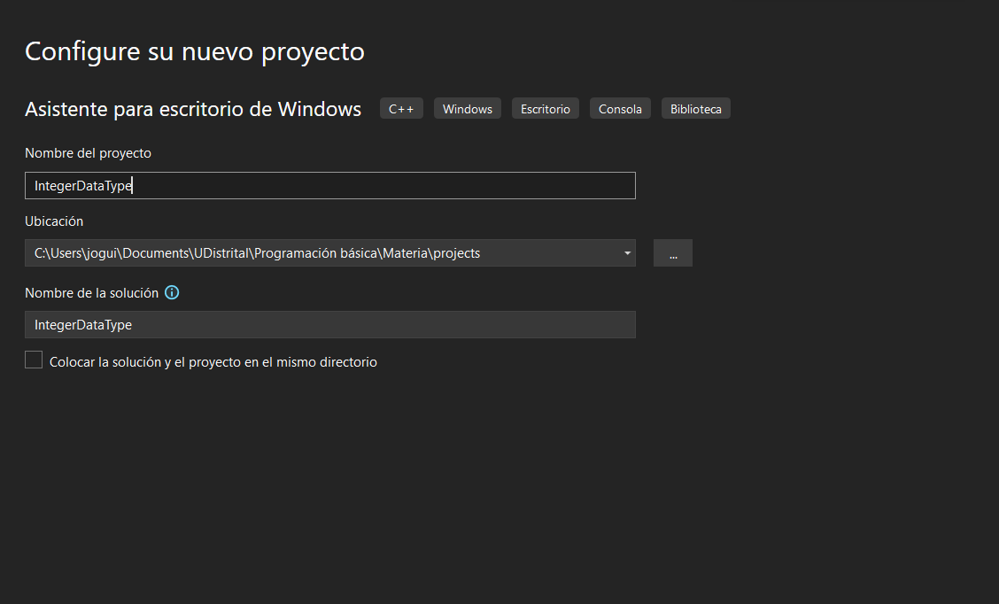 Configure su nuevo proyecto
Asistente para escritorio de Windows C++ Windows Escritorio Consola Biblioteca
Nombre del proyecto
IntegerDataType
Ubicación
C:\Users\jogui\Documents\UDistrital\Programación básica\Materia\projects ...
Nombre de la solución
IntegerDataType
Colocar la solución y el proyecto en el mismo directorio